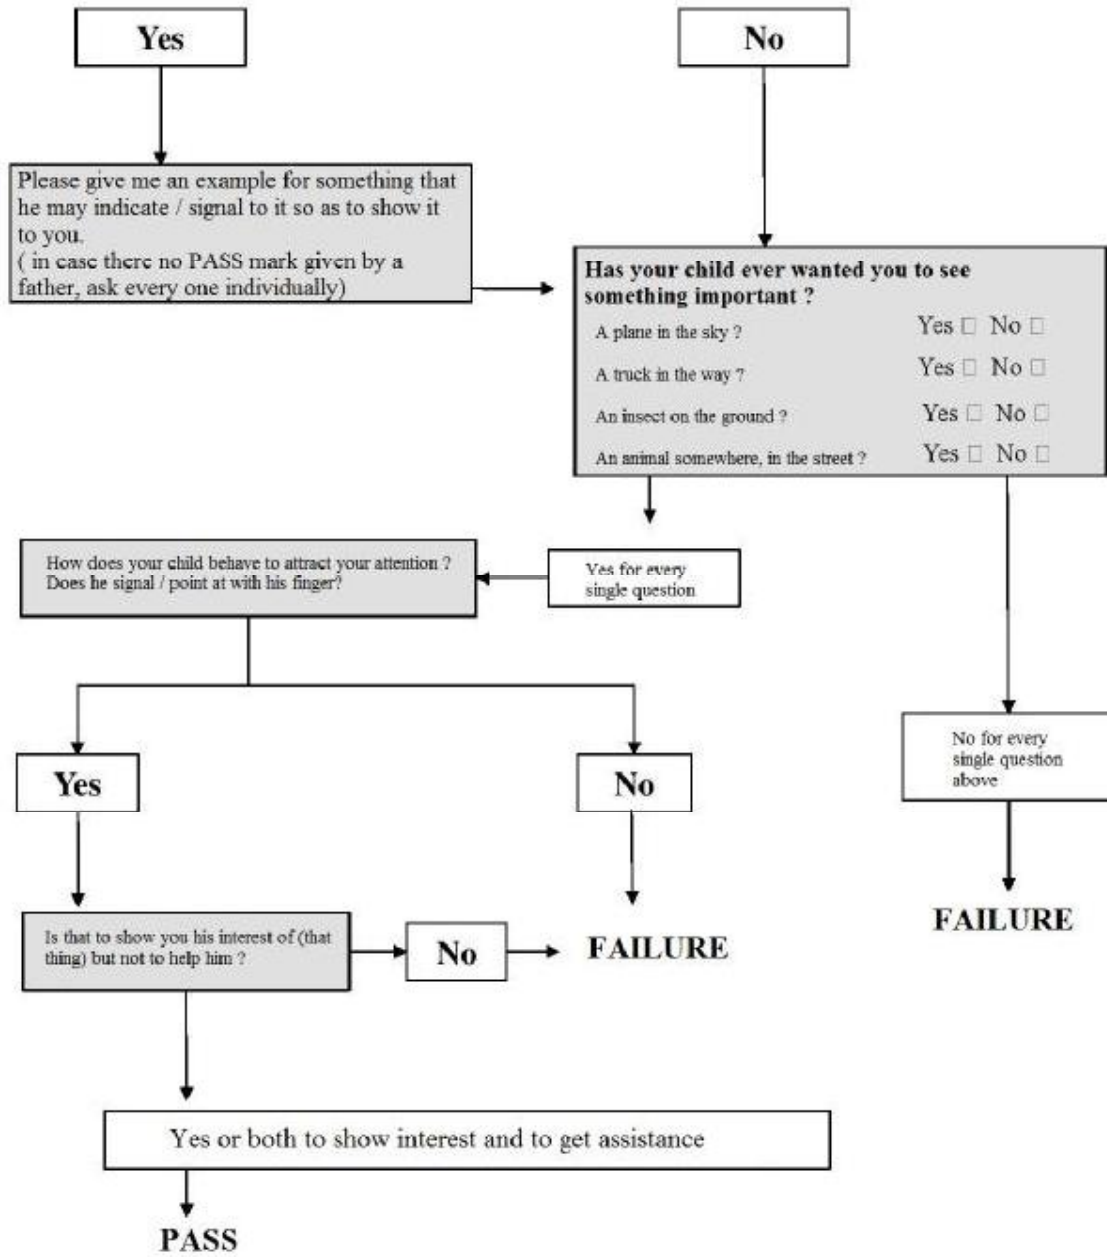 Yes
No
Please give me an example for something that
he may indicate / signal to it so as to show it
to you.
( in case there no PASS mark given by a
father, ask every one individually)
Has your child ever wanted you to see
something important ?
A plane in the sky ? Yes □ No □
A truck in the way ? Yes □ No □
An insect on the ground ? Yes □ No □
An animal somewhere, in the street ? Yes □ No □
How does your child behave to attract your attention ?
Does he signal / point at with his finger?
Yes for every
single question
Yes
No
No for every
single question
above
Is that to show you his interest of (that
thing) but not to help him ?
No
FAILURE
FAILURE
Yes or both to show interest and to get assistance
PASS